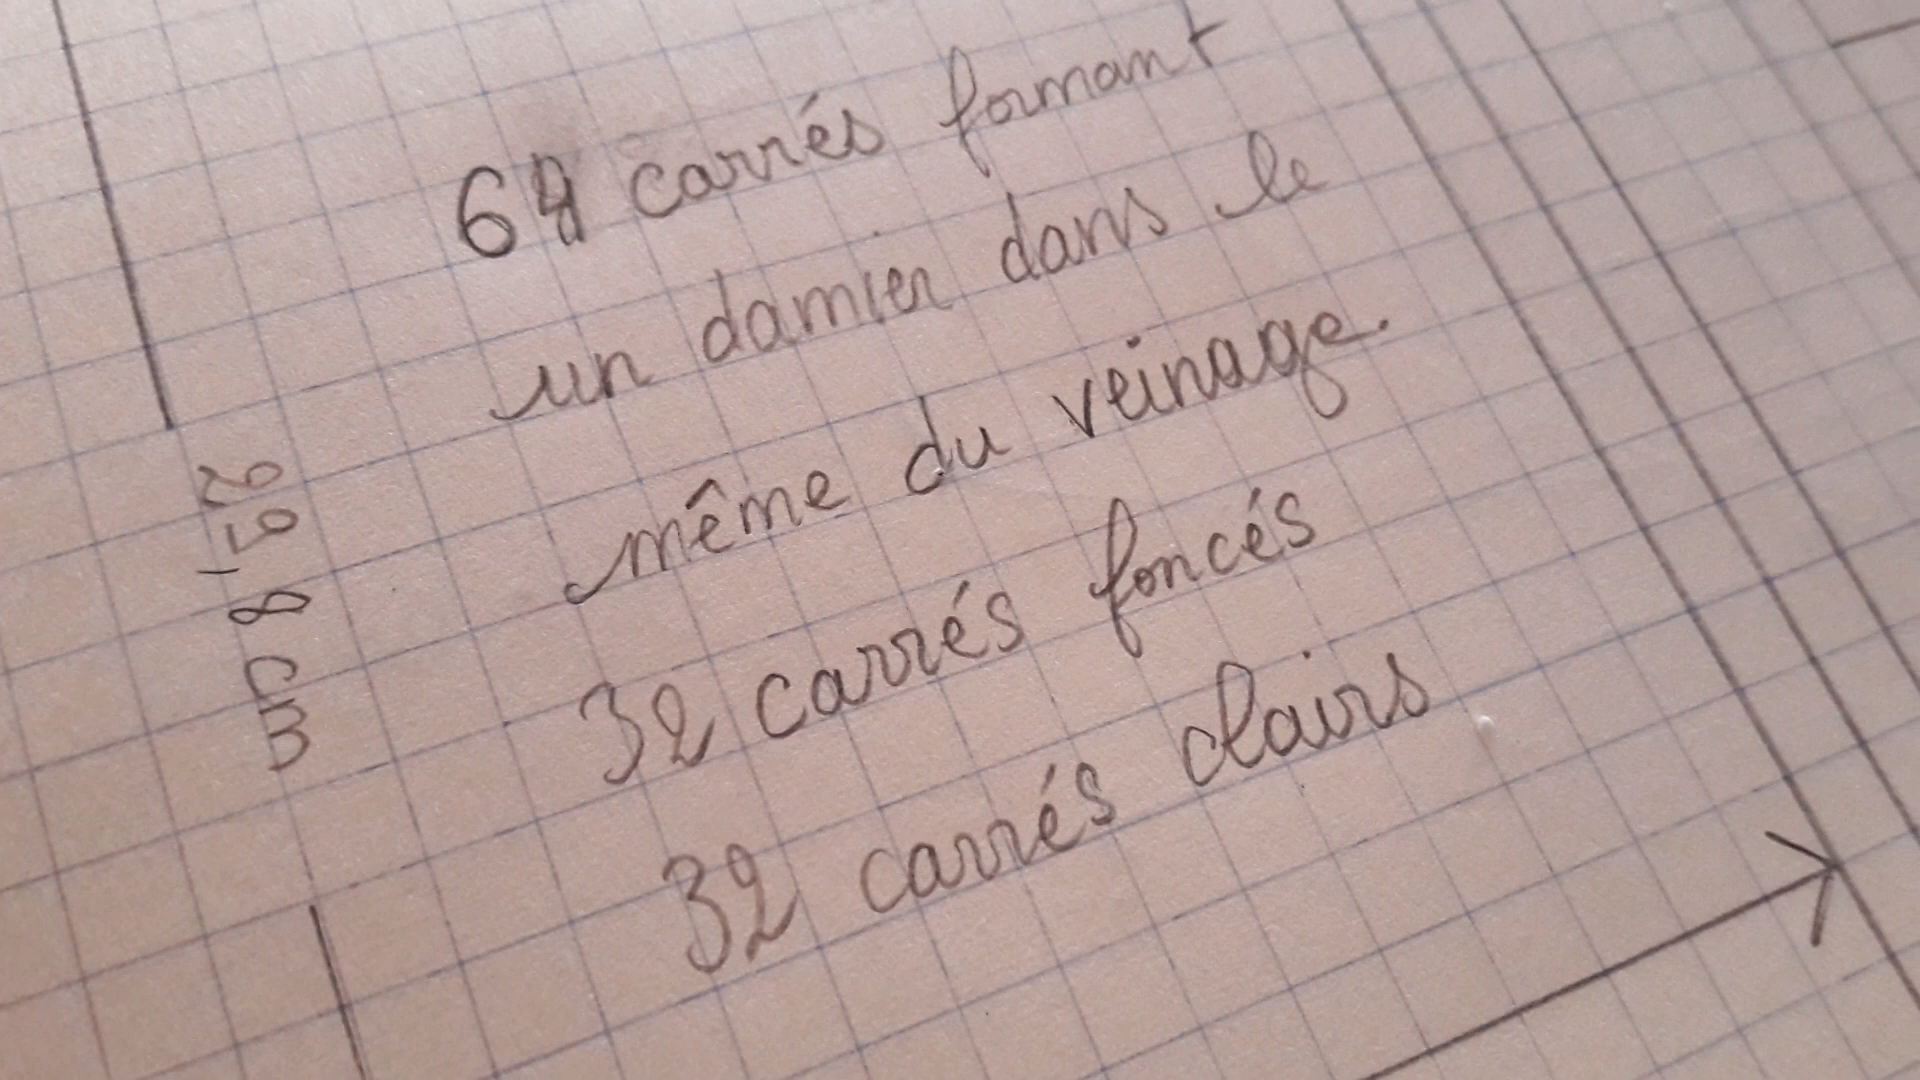 64 carrés formant
un damier dans le
même du veinage.
32 carrés foncés
32 carrés clairs
29,8 cm